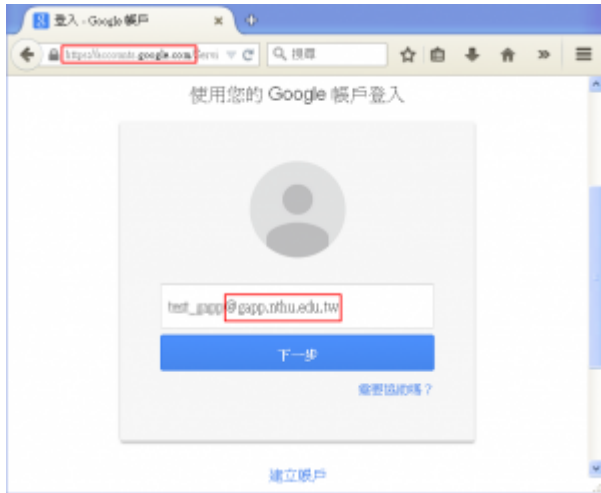 登入 - Google 帳戶
https://accounts.google.com/Servi
搜尋
使用您的 Google 帳戶登入
test_gapp@gapp.nthu.edu.tw
下一步
需要協助嗎？
建立帳戶